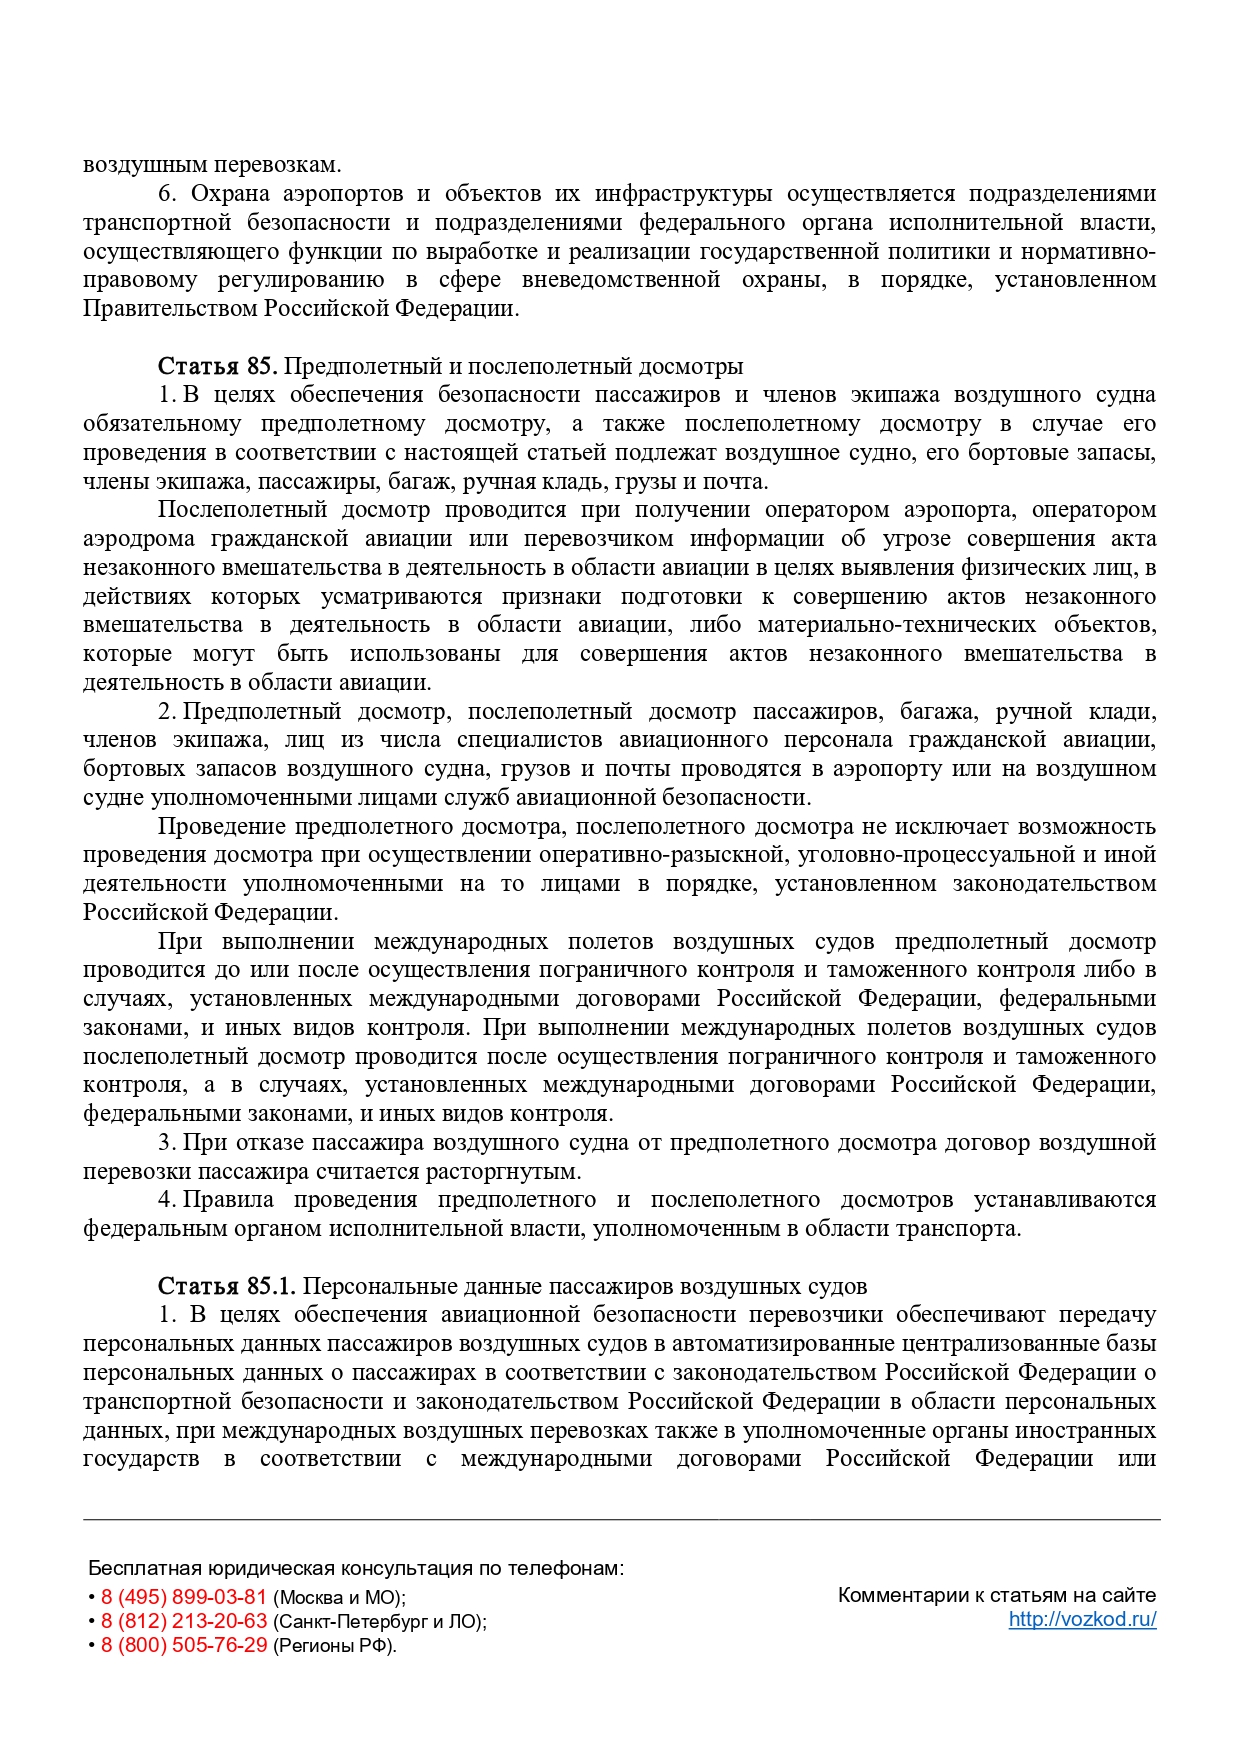 воздушным перевозкам.
6. Охрана аэропортов и объектов их инфраструктуры осуществляется подразделениями
транспортной безопасности и подразделениями федерального органа исполнительной власти,
осуществляющего функции по выработке и реализации государственной политики и нормативно-
правовому регулированию в сфере вневедомственной охраны, в порядке, установленном
Правительством Российской Федерации.
Статья 85. Предполетный и послеполетный досмотры
1. В целях обеспечения безопасности пассажиров и членов экипажа воздушного судна
обязательному предполетному досмотру, а также послеполетному досмотру в случае его
проведения в соответствии с настоящей статьей подлежат воздушное судно, его бортовые запасы,
члены экипажа, пассажиры, багаж, ручная кладь, грузы и почта.
Послеполетный досмотр проводится при получении оператором аэропорта, оператором
аэродрома гражданской авиации или перевозчиком информации об угрозе совершения акта
незаконного вмешательства в деятельность в области авиации в целях выявления физических лиц, в
действиях которых усматриваются признаки подготовки к совершению актов незаконного
вмешательства в деятельность в области авиации, либо материально-технических объектов,
которые могут быть использованы для совершения актов незаконного вмешательства в
деятельность в области авиации.
2. Предполетный досмотр, послеполетный досмотр пассажиров, багажа, ручной клади,
членов экипажа, лиц из числа специалистов авиационного персонала гражданской авиации,
бортовых запасов воздушного судна, грузов и почты проводятся в аэропорту или на воздушном
судне уполномоченными лицами служб авиационной безопасности.
Проведение предполетного досмотра, послеполетного досмотра не исключает возможность
проведения досмотра при осуществлении оперативно-разыскной, уголовно-процессуальной и иной
деятельности уполномоченными на то лицами в порядке, установленном законодательством
Российской Федерации.
При выполнении международных полетов воздушных судов предполетный досмотр
проводится до или после осуществления пограничного контроля и таможенного контроля либо в
случаях, установленных международными договорами Российской Федерации, федеральными
законами, и иных видов контроля. При выполнении международных полетов воздушных судов
послеполетный досмотр проводится после осуществления пограничного контроля и таможенного
контроля, а в случаях, установленных международными договорами Российской Федерации,
федеральными законами, и иных видов контроля.
3. При отказе пассажира воздушного судна от предполетного досмотра договор воздушной
перевозки пассажира считается расторгнутым.
4. Правила проведения предполетного и послеполетного досмотров устанавливаются
федеральным органом исполнительной власти, уполномоченным в области транспорта.
Статья 85.1. Персональные данные пассажиров воздушных судов
1. В целях обеспечения авиационной безопасности перевозчики обеспечивают передачу
персональных данных пассажиров воздушных судов в автоматизированные централизованные базы
персональных данных о пассажирах в соответствии с законодательством Российской Федерации о
транспортной безопасности и законодательством Российской Федерации в области персональных
данных, при международных воздушных перевозках также в уполномоченные органы иностранных
государств в соответствии с международными договорами Российской Федерации или
Бесплатная юридическая консультация по телефонам:
• 8 (495) 899-03-81 (Москва и МО);
• 8 (812) 213-20-63 (Санкт-Петербург и ЛО);
• 8 (800) 505-76-29 (Регионы РФ).
Комментарии к статьям на сайте
http://vozkod.ru/